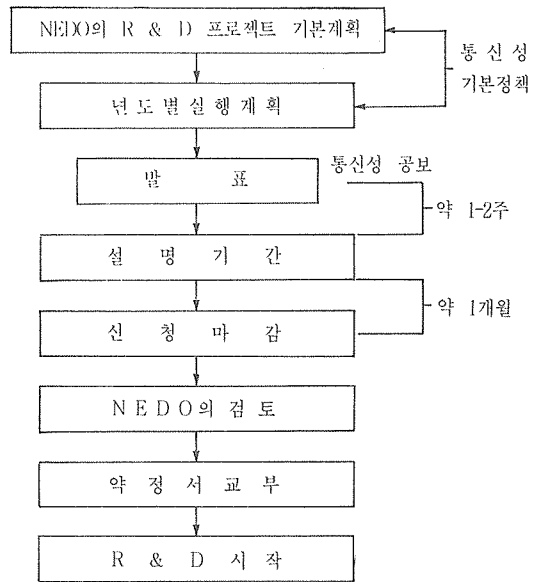 NEDO의 R & D 프로젝트 기본계획
통 신 성
기본정책
년 도 별 실 행 계 획
통신성 공보
발 표
약 1-2주
설 명 기 간
약 1개월
신 청 마 감
N E D O 의 검 토
약 정 서 교 부
R & D 시 작